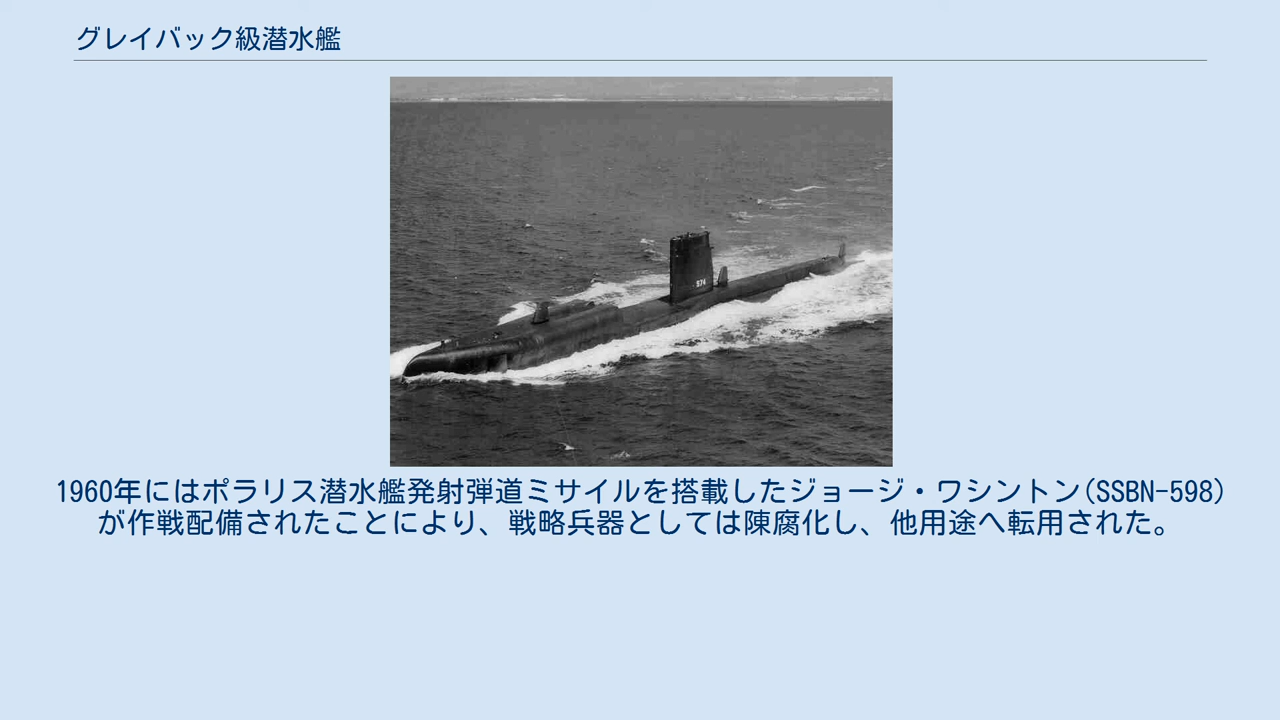 グレイバック級潜水艦
574
1960年にはポラリス潜水艦発射弾道ミサイルを搭載したジョージ・ワシントン(SSBN-598)
が作戦配備されたことにより、戦略兵器としては陳腐化し、他用途へ転用された。